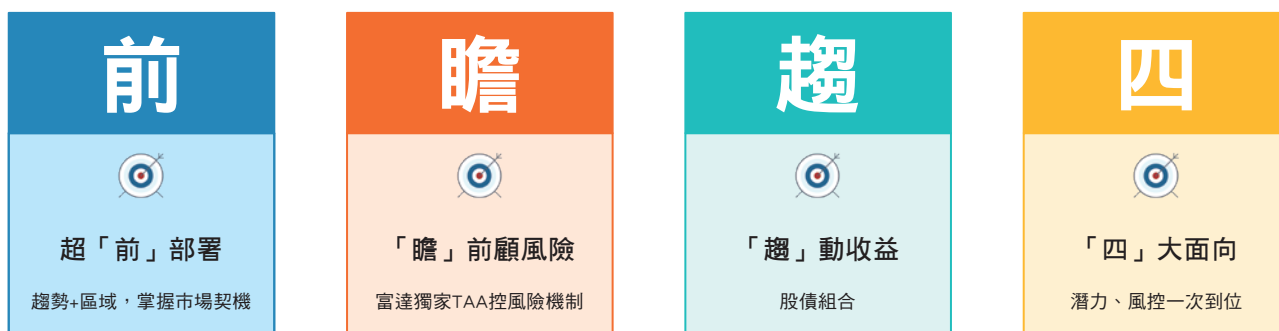 前
超「前」部署
趨勢+區域，掌握市場契機
瞻
「瞻」前顧風險
富達獨家TAA控風險機制
趨
「趨」動收益
股債組合
四
「四」大面向
潛力、風控一次到位